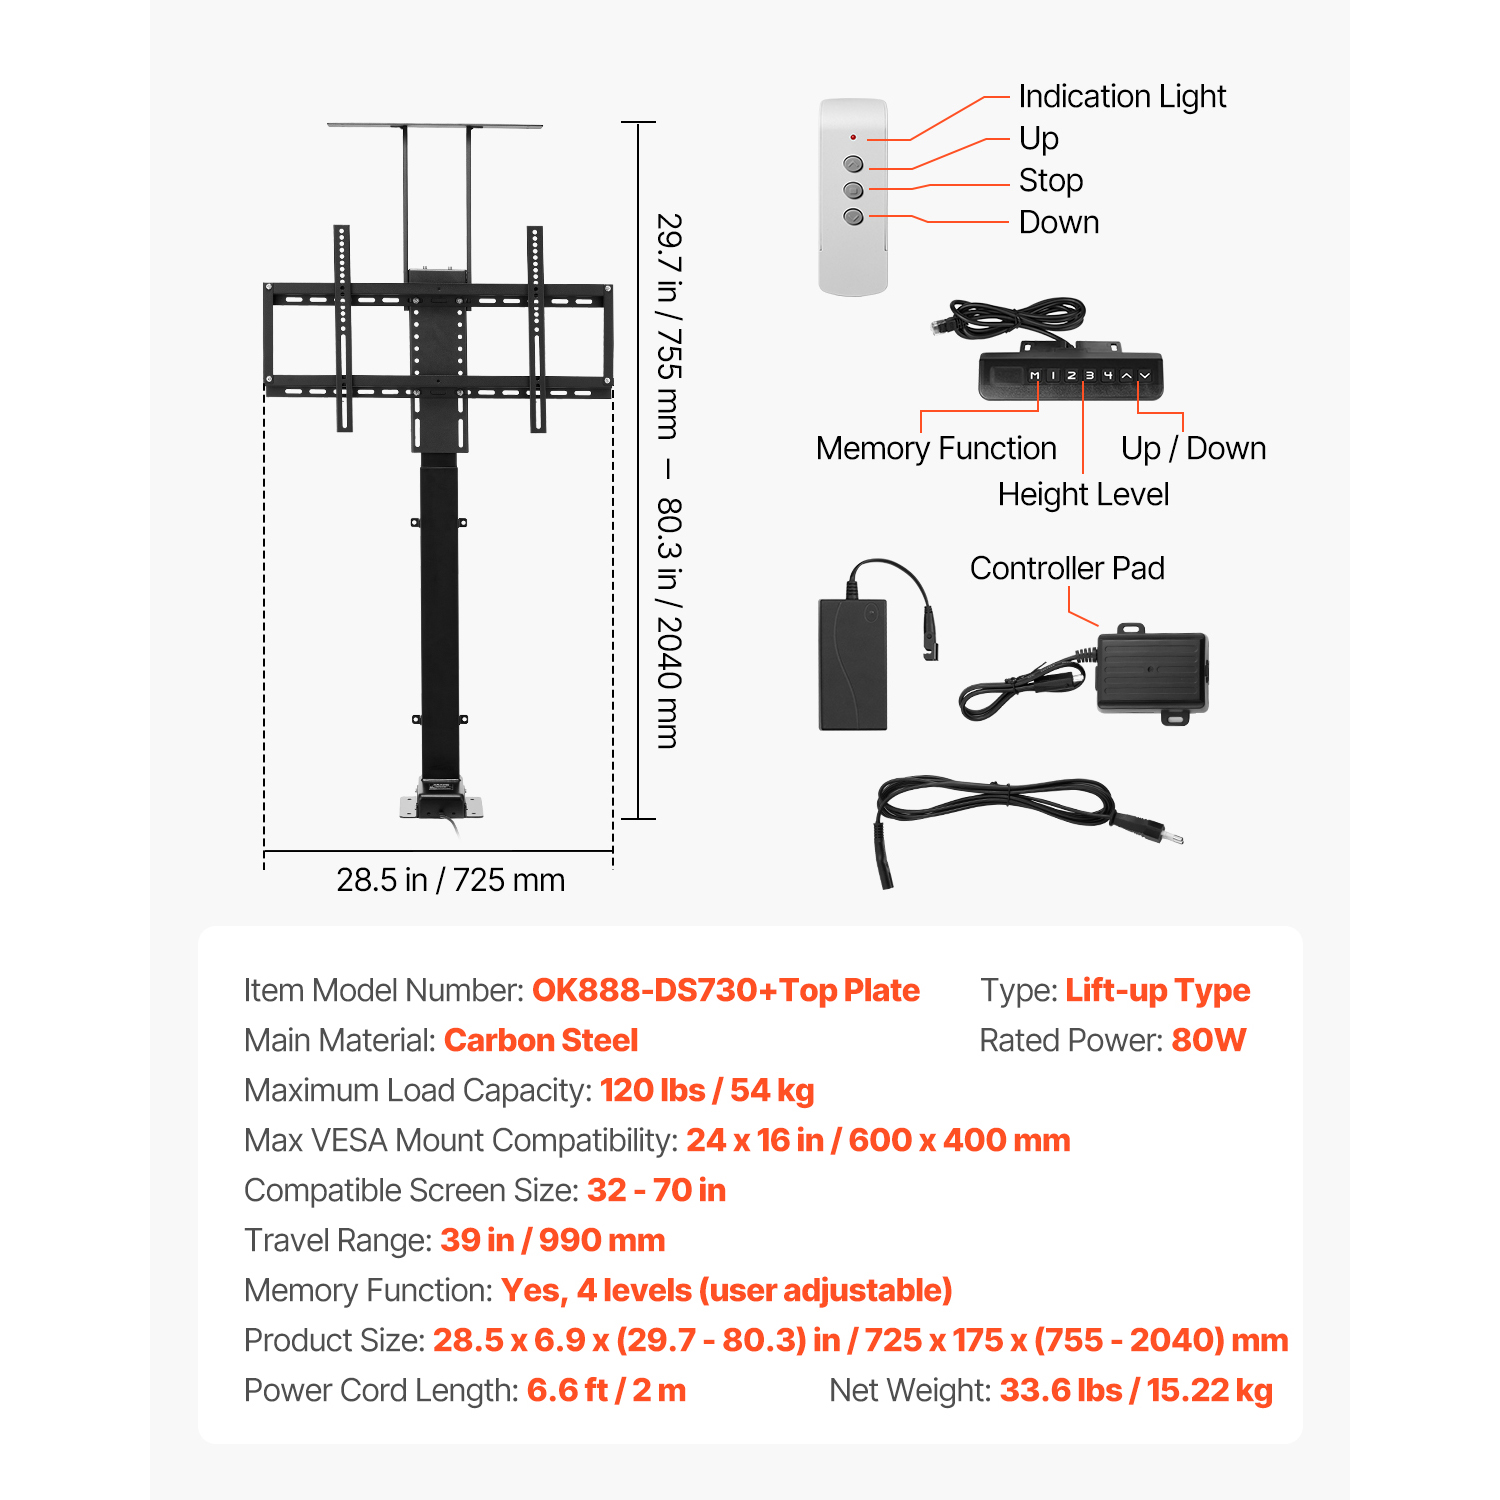 Indication Light
Up
Stop
Down
29.7 in / 755 mm – 80.3 in / 2040 mm
M 1 2 3 4
Memory Function
Up / Down
Height Level
Controller Pad
28.5 in / 725 mm
Item Model Number: OK888-DS730+Top Plate
Type: Lift-up Type
Main Material: Carbon Steel
Rated Power: 80W
Maximum Load Capacity: 120 lbs / 54 kg
Max VESA Mount Compatibility: 24 x 16 in / 600 x 400 mm
Compatible Screen Size: 32 - 70 in
Travel Range: 39 in / 990 mm
Memory Function: Yes, 4 levels (user adjustable)
Product Size: 28.5 x 6.9 x (29.7 - 80.3) in / 725 x 175 x (755 - 2040) mm
Power Cord Length: 6.6 ft / 2 m
Net Weight: 33.6 lbs / 15.22 kg